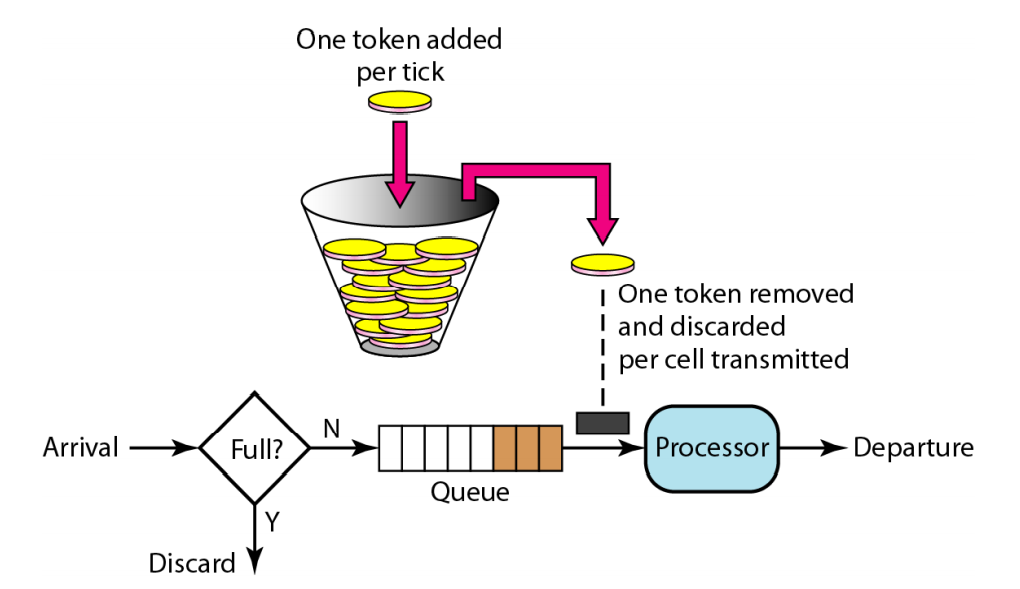 One token added
per tick
One token removed
and discarded
per cell transmitted
Arrival
Full?
N
Queue
Processor
Departure
Y
Discard